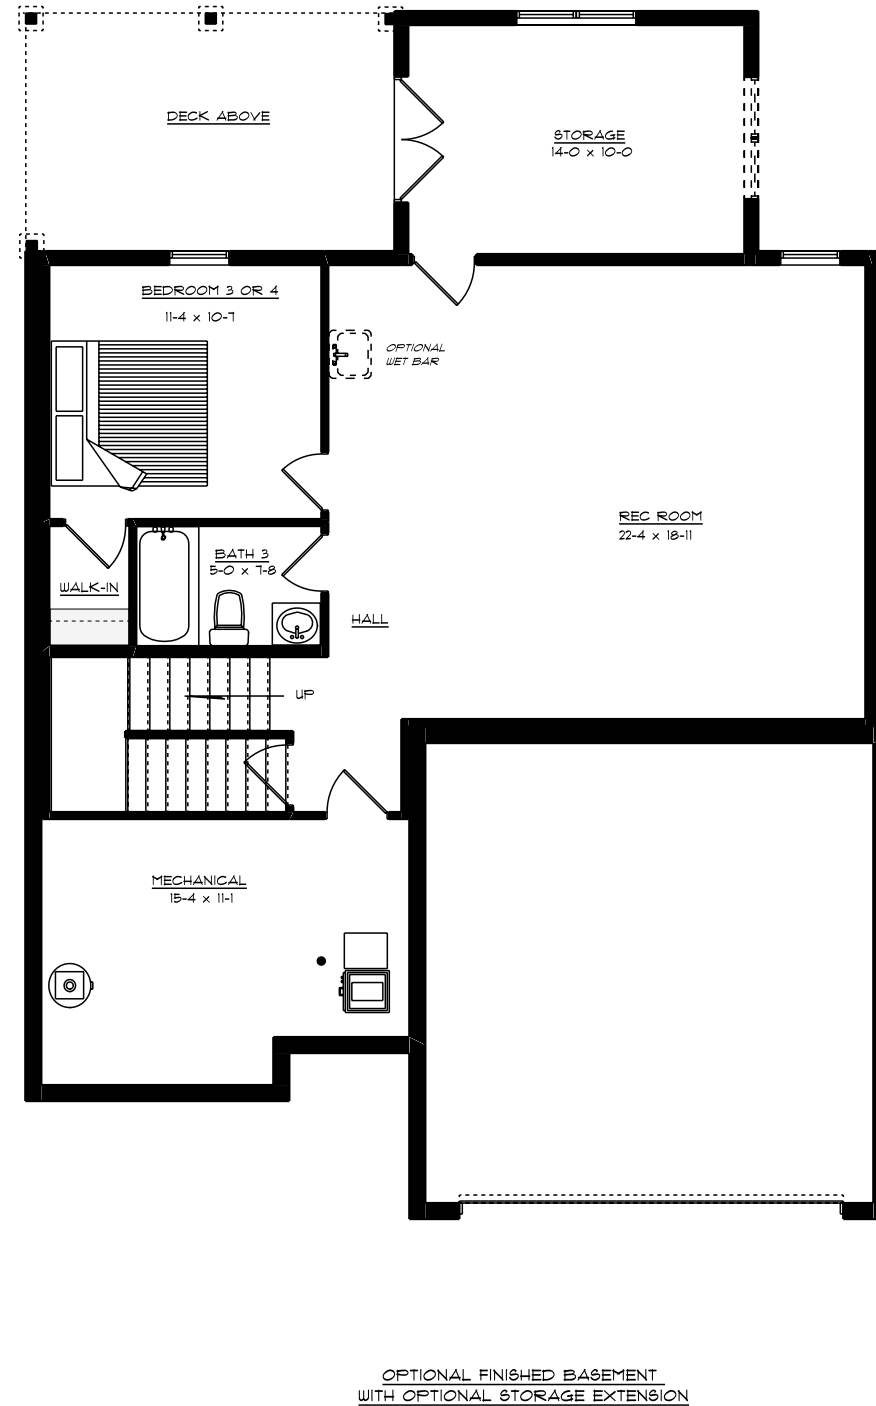 DECK ABOVE
STORAGE
14-0 x 10-0
BEDROOM 3 OR 4
11-4 x 10-7
OPTIONAL
WET BAR
REC ROOM
22-4 x 18-11
BATH 3
5-0 x 7-8
WALK-IN
HALL
UP
MECHANICAL
15-4 x 11-1
OPTIONAL FINISHED BASEMENT
WITH OPTIONAL STORAGE EXTENSION